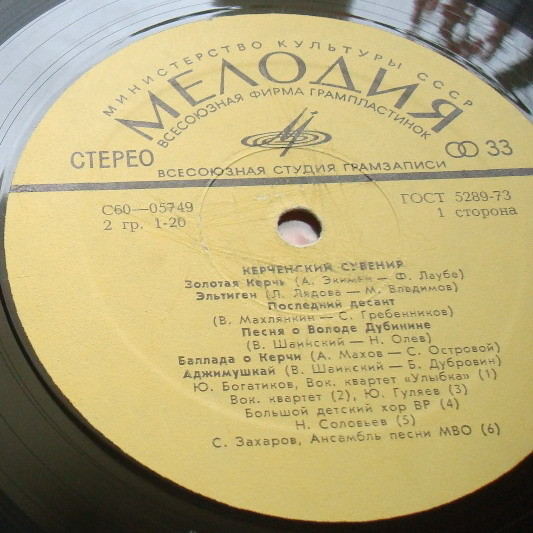 МИНИСТЕРСТВО КУЛЬТУРЫ СССР
МЕЛОДИЯ
ВСЕСОЮЗНАЯ ФИРМА ГРАМПЛАСТИНОК
СТЕРЕО
33
ВСЕСОЮЗНАЯ СТУДИЯ ГРАМЗАПИСИ
С60—05749
ГОСТ 5289-73
2 гр. 1-20
1 сторона
КЕРЧЕНСКИЙ СУВЕНИР
Золотая Керчь (А. Экимян — Ф. Лаубе)
Эльтиген (Л. Лядова — М. Владимов)
Последний десант
(В. Махлянкин — С. Гребенников)
Песня о Володе Дубинине
(В. Шаинский — Н. Олев)
Баллада о Керчи (А. Махов — С. Островой)
Аджимушкай (В. Шаинский — Б. Дубровин)
Ю. Богатиков, Вок. квартет «Улыбка» (1)
Вок. квартет (2), Ю. Гуляев (3)
Большой детский хор ВР (4)
Н. Соловьев (5)
С. Захаров, Ансамбль песни МВО (6)